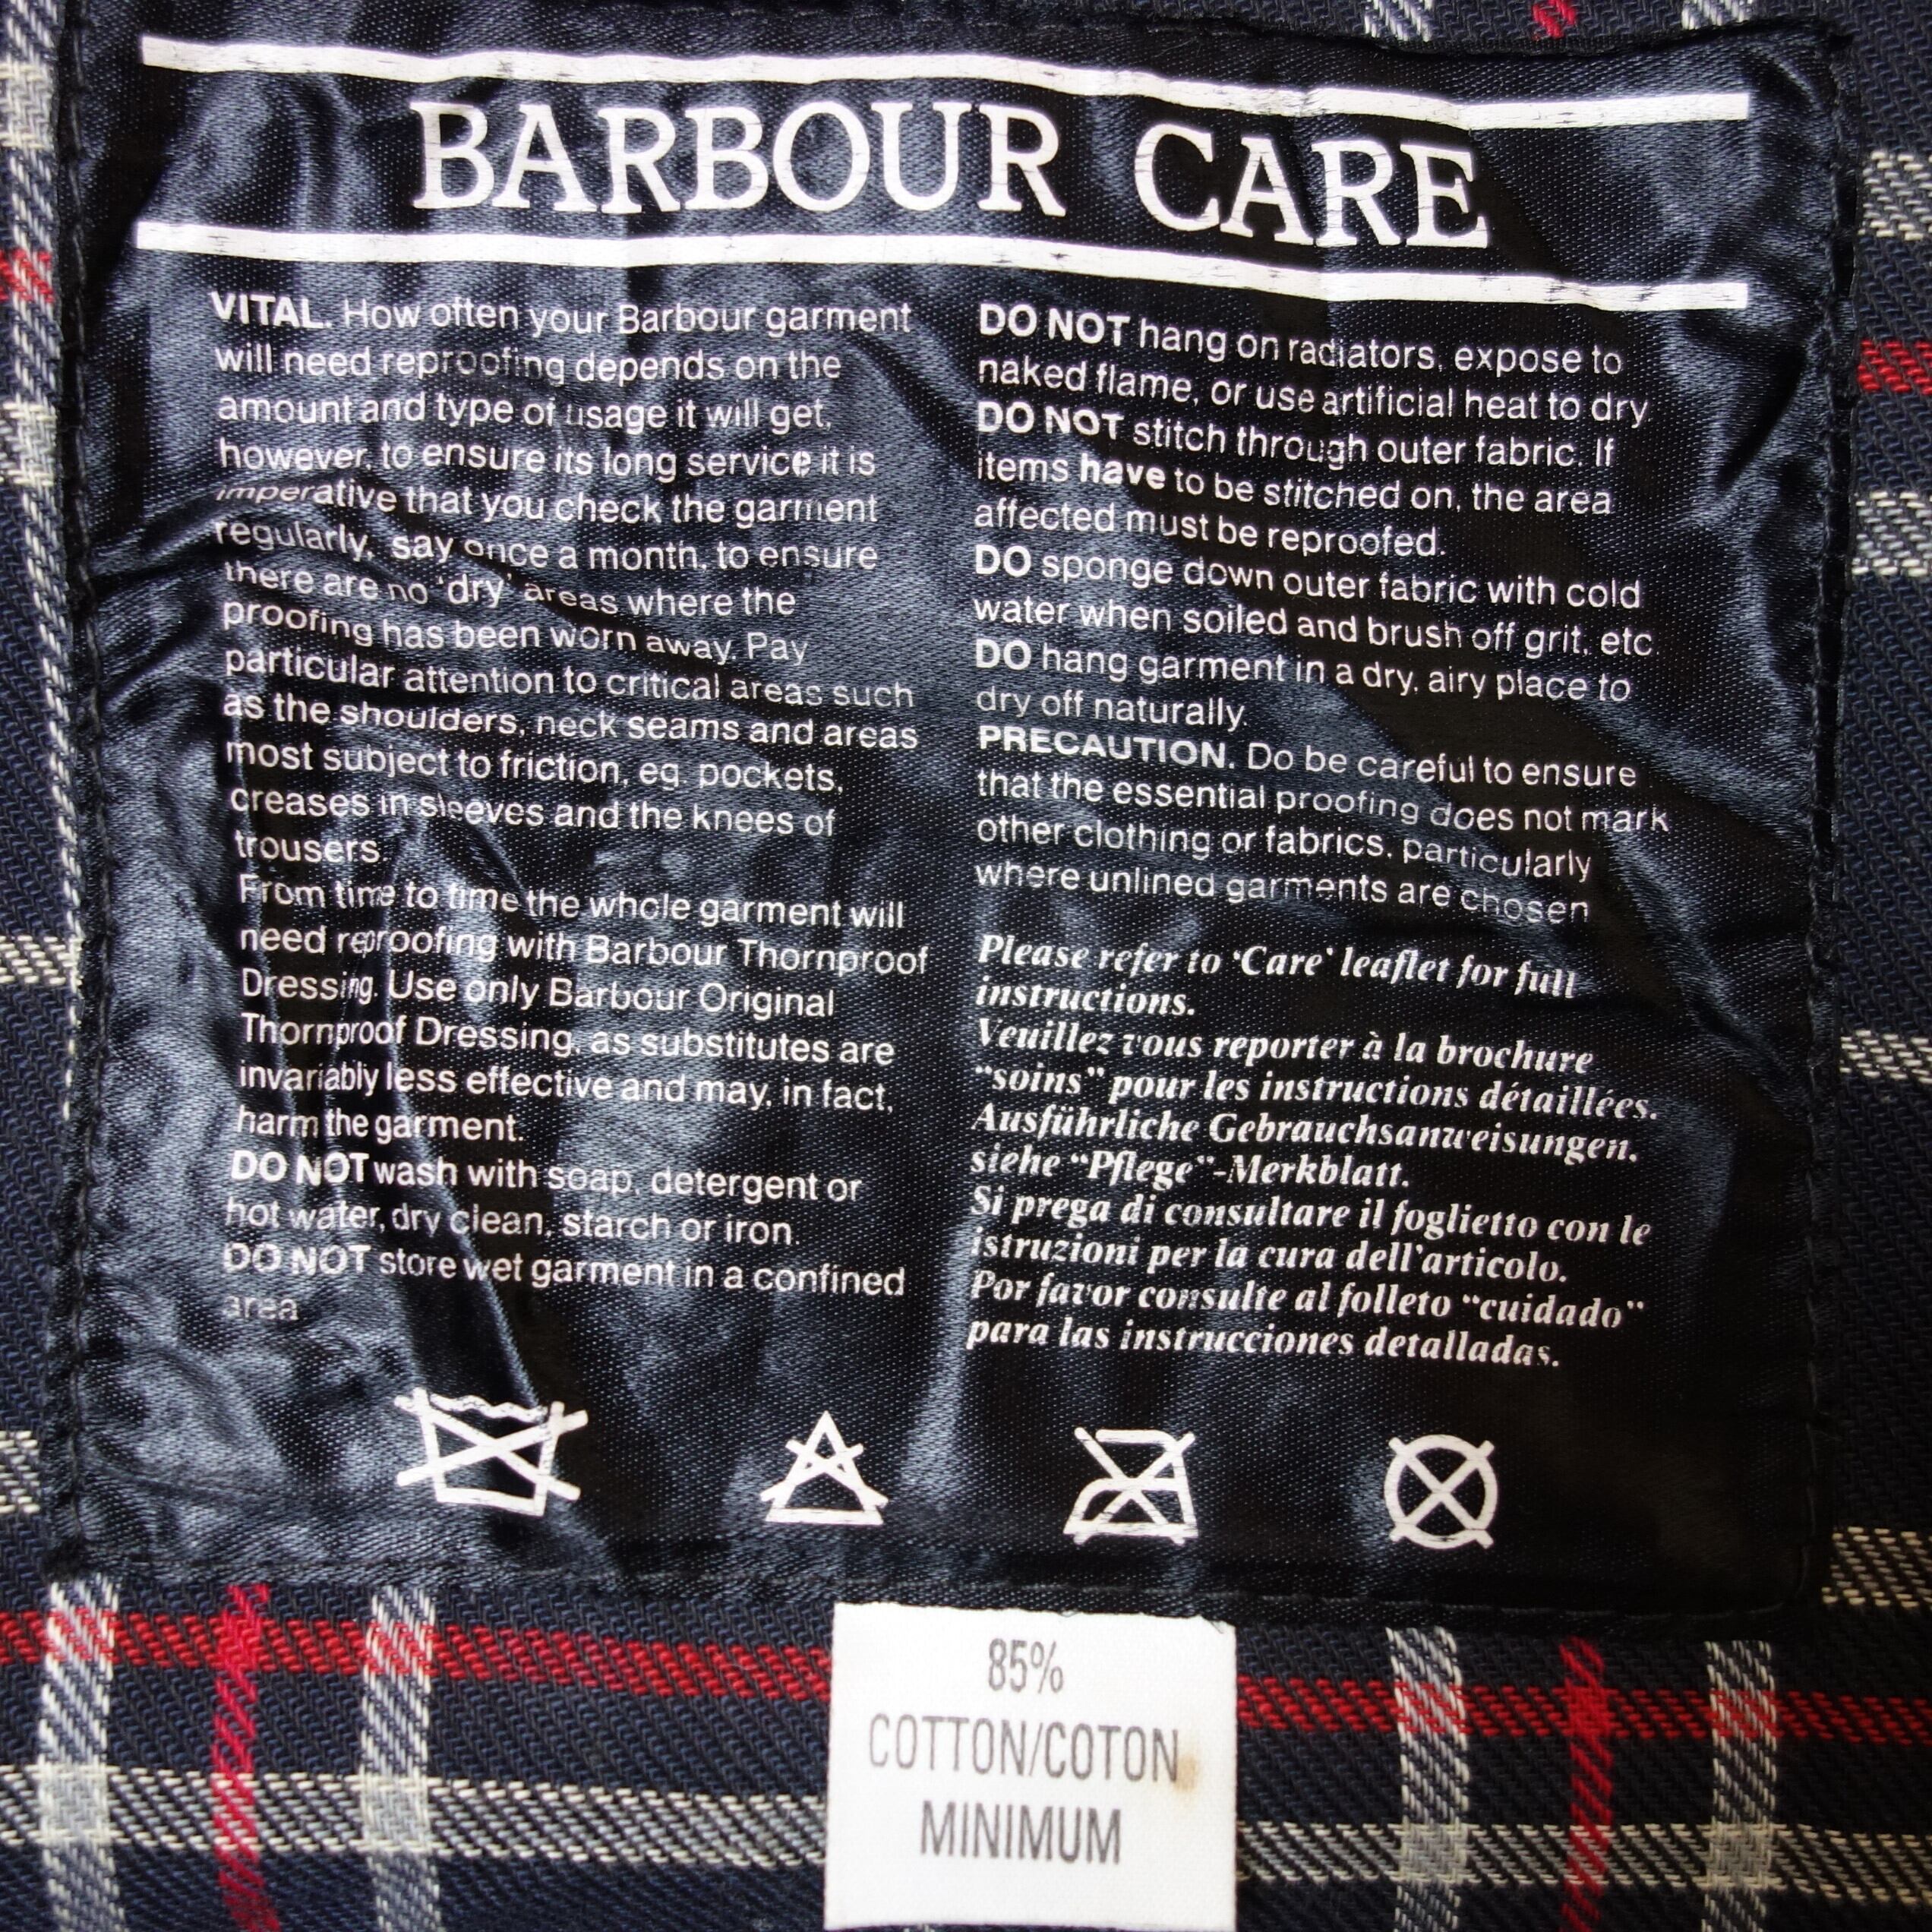 BARBOUR CARE
VITAL. How often your Barbour garment
will need reproofing depends on the
amount and type of usage it will get,
however, to ensure its long service it is
imperative that you check the garment
regularly, say once a month, to ensure
there are no 'dry' areas where the
proofing has been worn away. Pay
particular attention to critical areas such
as the shoulders, neck seams and areas
most subject to friction, eg. pockets,
creases in sleeves and the knees of
trousers.
From time to time the whole garment will
need reproofing with Barbour Thornproof
Dressing. Use only Barbour Original
Thornproof Dressing, as substitutes are
invariably less effective and may, in fact,
harm the garment.
DO NOT wash with soap, detergent or
hot water, dry clean, starch or iron.
DO NOT store wet garment in a confined
area
DO NOT hang on radiators, expose to
naked flame, or use artificial heat to dry
DO NOT stitch through outer fabric. If
items have to be stitched on, the area
affected must be reproofed.
DO sponge down outer fabric with cold
water when soiled and brush off grit, etc
DO hang garment in a dry, airy place to
dry off naturally.
PRECAUTION. Do be careful to ensure
that the essential proofing does not mark
other clothing or fabrics, particularly
where unlined garments are chosen
Please refer to 'Care' leaflet for full
instructions.
Veuillez vous reporter à la brochure
"soins" pour les instructions détaillées.
Ausführliche Gebrauchsanweisungen.
siehe "Pflege"-Merkblatt.
Si prega di consultare il foglietto con le
istruzioni per la cura dell'articolo.
Por favor consulte al folleto "cuidado"
para las instrucciones detalladas.
85%
COTTON/COTON
MINIMUM